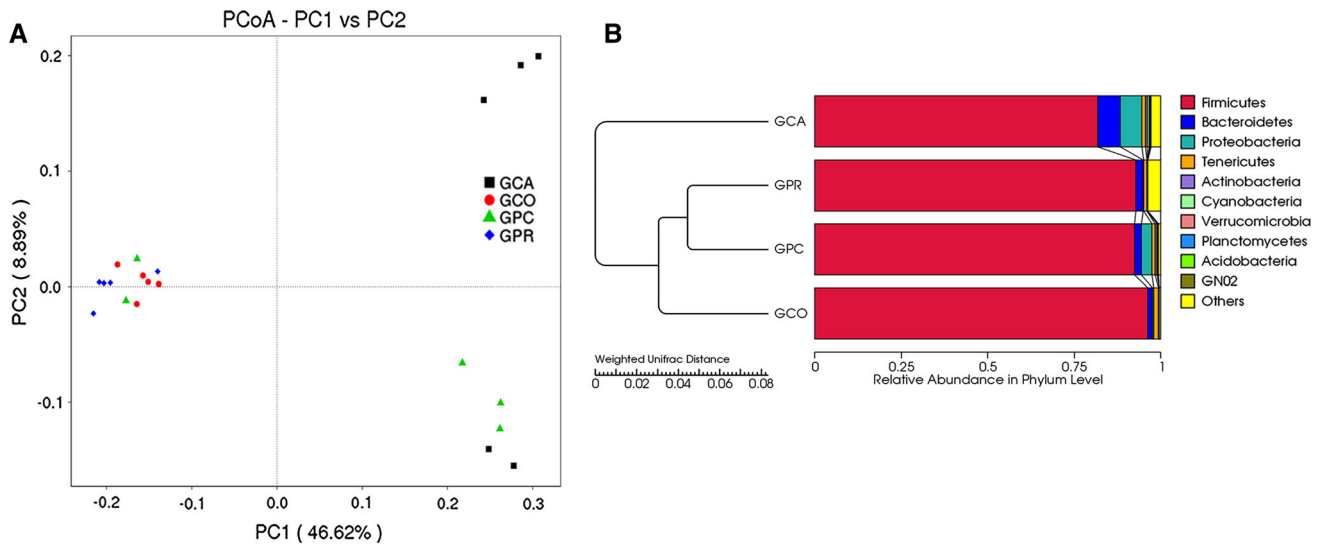 A
PCoA - PC1 vs PC2
PC2 ( 8.89% )
0.2
0.1
0.0
-0.1
GCA
GCO
GPC
GPR
-0.2 -0.1 0.0 0.1 0.2 0.3
PC1 ( 46.62% )
B
GCA
GPR
GPC
GCO
Weighted Unifrac Distance
0 0.02 0.04 0.06 0.08
0 0.25 0.5 0.75 1
Relative Abundance in Phylum Level
Firmicutes
Bacteroidetes
Proteobacteria
Tenericutes
Actinobacteria
Cyanobacteria
Verrucomicrobia
Planctomycetes
Acidobacteria
GN02
Others